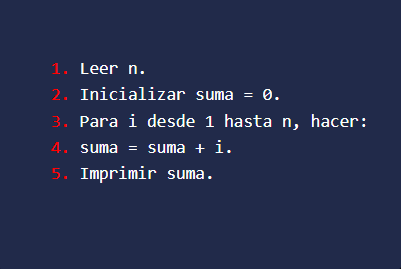 1. Leer n.
2. Inicializar suma = 0.
3. Para i desde 1 hasta n, hacer:
4. suma = suma + i.
5. Imprimir suma.